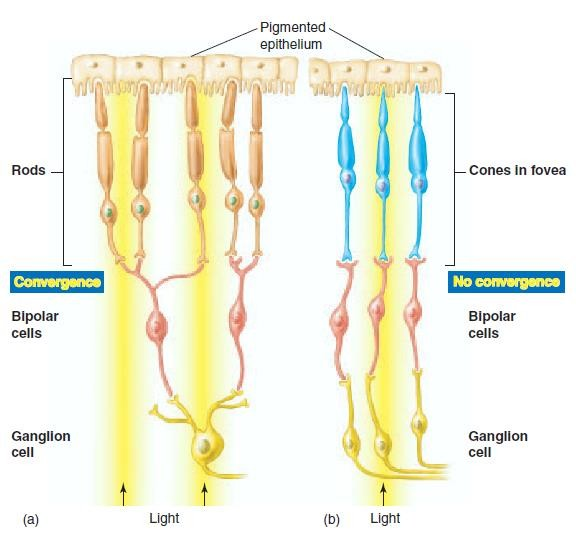 Pigmented
epithelium
Rods
Cones in fovea
Convergence
No convergence
Bipolar
cells
Bipolar
cells
Ganglion
cell
Ganglion
cell
(a)
Light
(b)
Light